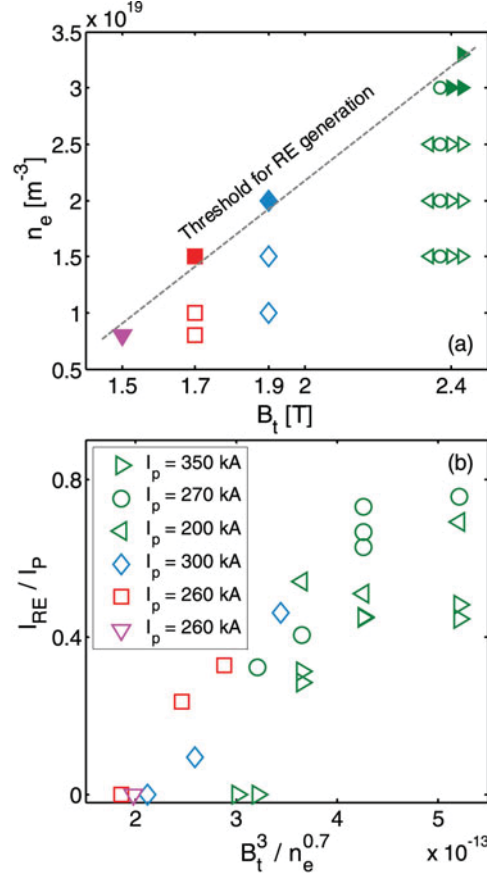 x 10^19
3.5
3
2.5
2
1.5
1
0.5
n_e [m^-3]
Threshold for RE generation
(a)
1.5 1.7 1.9 2 2.4
B_t [T]
(b)
I_p = 350 kA
I_p = 270 kA
I_p = 200 kA
I_p = 300 kA
I_p = 260 kA
I_p = 260 kA
0.8
0.4
0
I_RE / I_P
2 3 4 5
B_t^3 / n_e^0.7
x 10^-13